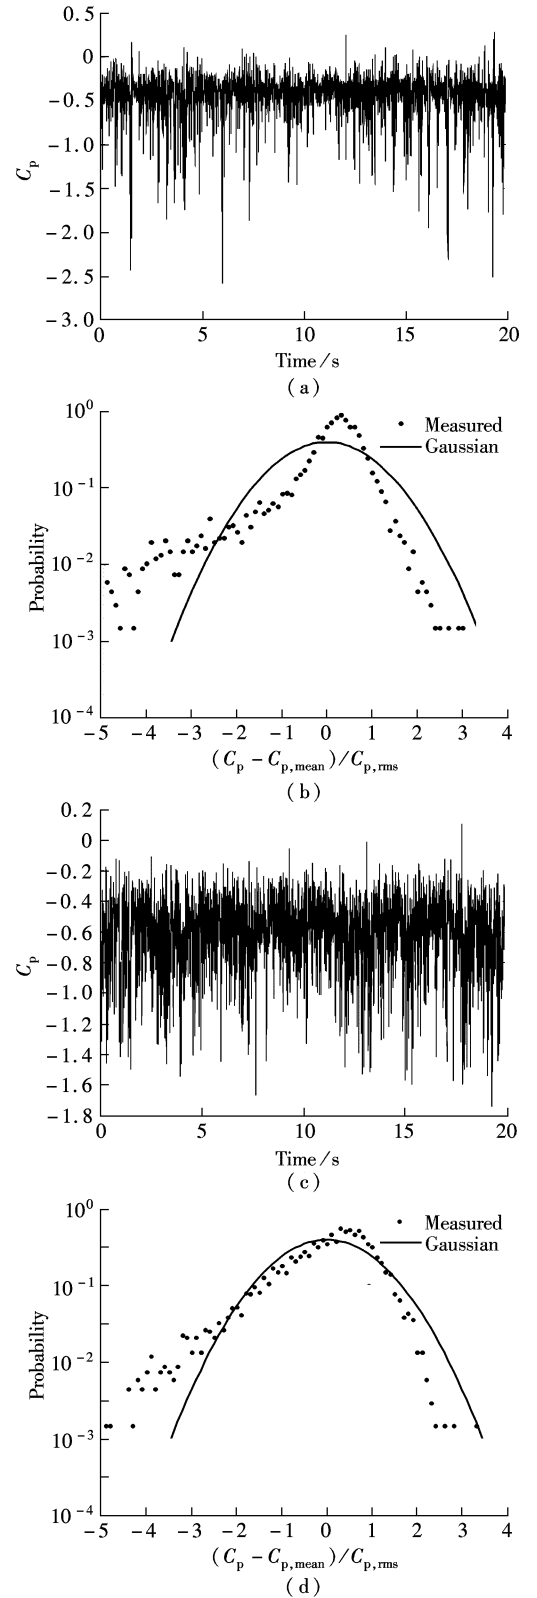 0.5
0
−0.5
−1.0
−1.5
−2.0
−2.5
−3.0
C_p
0 5 10 15 20
Time/s
(a)
10^0
10^−1
10^−2
10^−3
10^−4
Probability
Measured
Gaussian
−5 −4 −3 −2 −1 0 1 2 3 4
(C_p − C_p,mean)/C_p,rms
(b)
0.2
0
−0.2
−0.4
−0.6
−0.8
−1.0
−1.2
−1.4
−1.6
−1.8
C_p
0 5 10 15 20
Time/s
(c)
10^0
10^−1
10^−2
10^−3
10^−4
Probability
Measured
Gaussian
−5 −4 −3 −2 −1 0 1 2 3 4
(C_p − C_p,mean)/C_p,rms
(d)